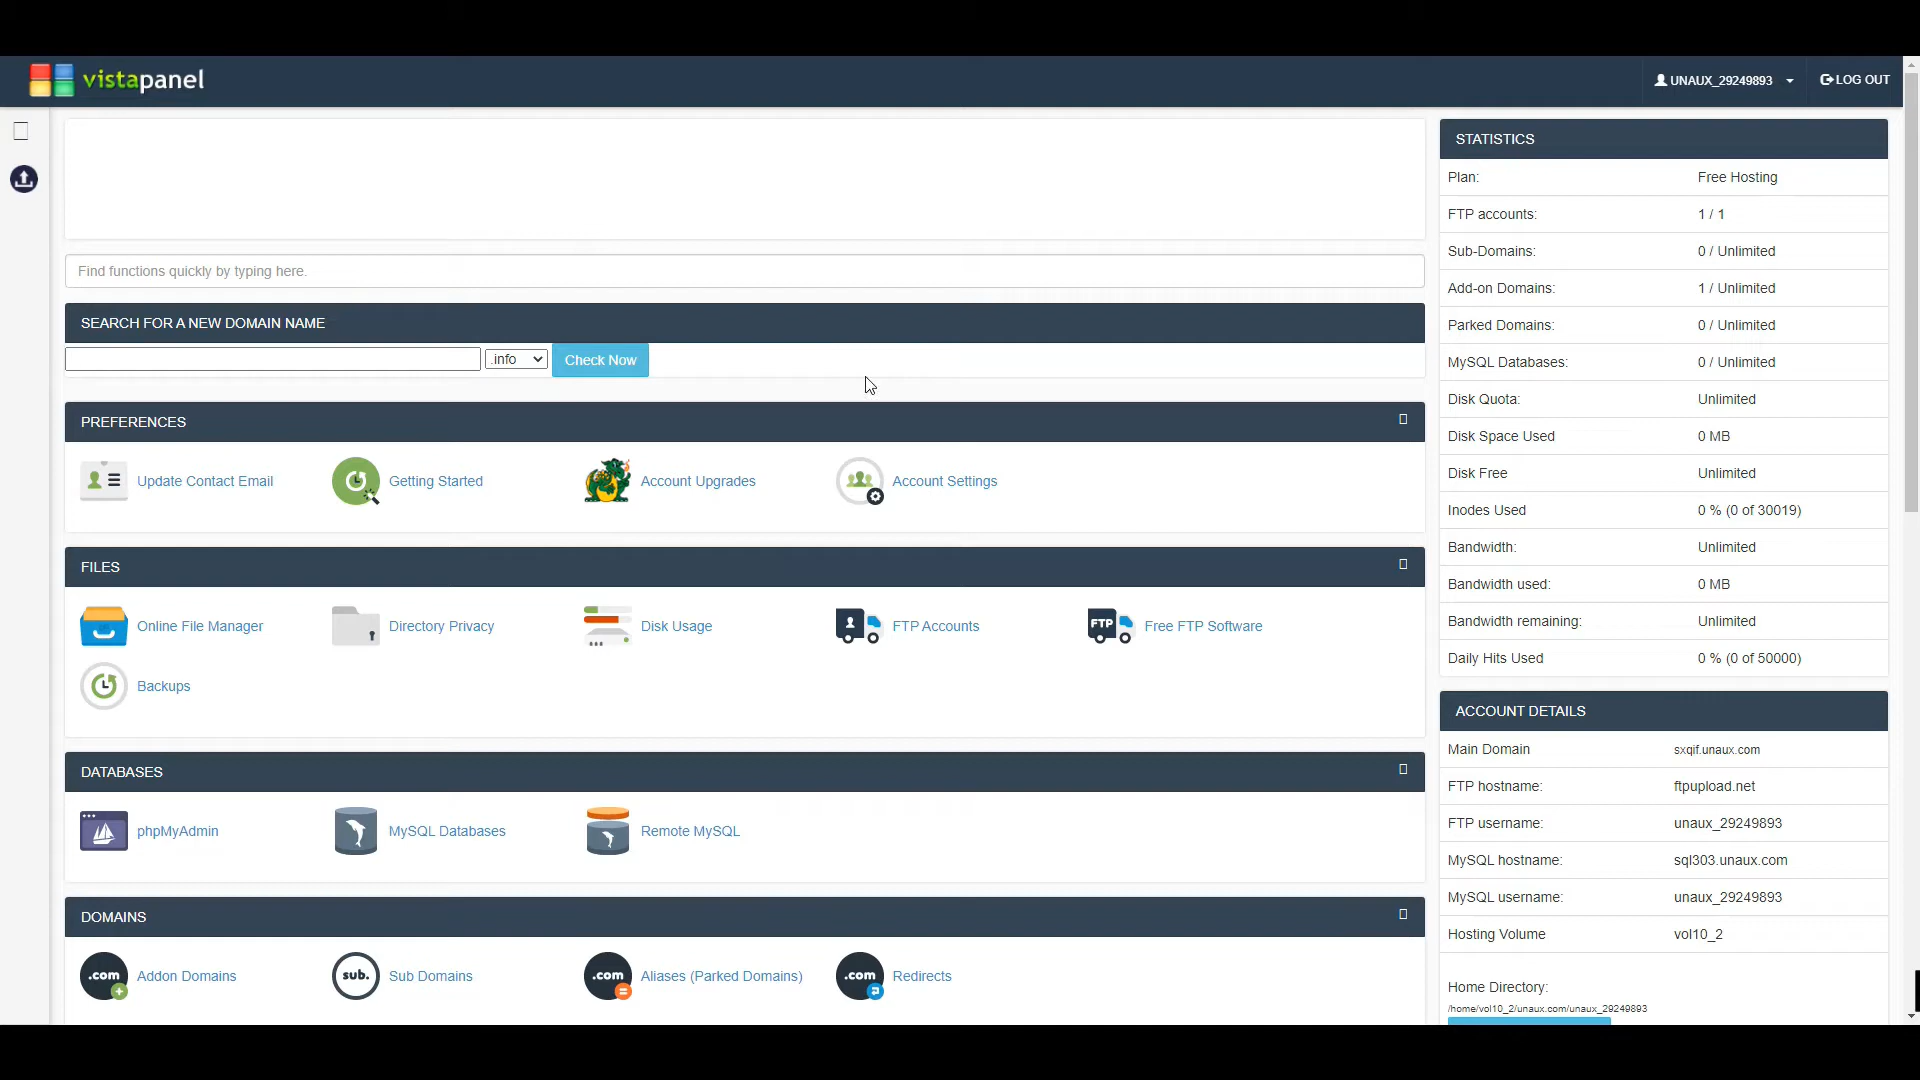 vistapanel
UNAUX_29249893
LOG OUT
Find functions quickly by typing here.
SEARCH FOR A NEW DOMAIN NAME
.info
Check Now
PREFERENCES
Update Contact Email
Getting Started
Account Upgrades
Account Settings
FILES
Online File Manager
Directory Privacy
Disk Usage
FTP Accounts
FTP
Free FTP Software
Backups
DATABASES
phpMyAdmin
MySQL Databases
Remote MySQL
DOMAINS
.com
Addon Domains
sub.
Sub Domains
.com
Aliases (Parked Domains)
.com
Redirects
STATISTICS
Plan: Free Hosting
FTP accounts: 1 / 1
Sub-Domains: 0 / Unlimited
Add-on Domains: 1 / Unlimited
Parked Domains: 0 / Unlimited
MySQL Databases: 0 / Unlimited
Disk Quota: Unlimited
Disk Space Used 0 MB
Disk Free Unlimited
Inodes Used 0 % (0 of 30019)
Bandwidth: Unlimited
Bandwidth used: 0 MB
Bandwidth remaining: Unlimited
Daily Hits Used 0 % (0 of 50000)
ACCOUNT DETAILS
Main Domain sxqif.unaux.com
FTP hostname: ftpupload.net
FTP username: unaux_29249893
MySQL hostname: sql303.unaux.com
MySQL username: unaux_29249893
Hosting Volume vol10_2
Home Directory:
/home/vol10_2/unaux.com/unaux_29249893